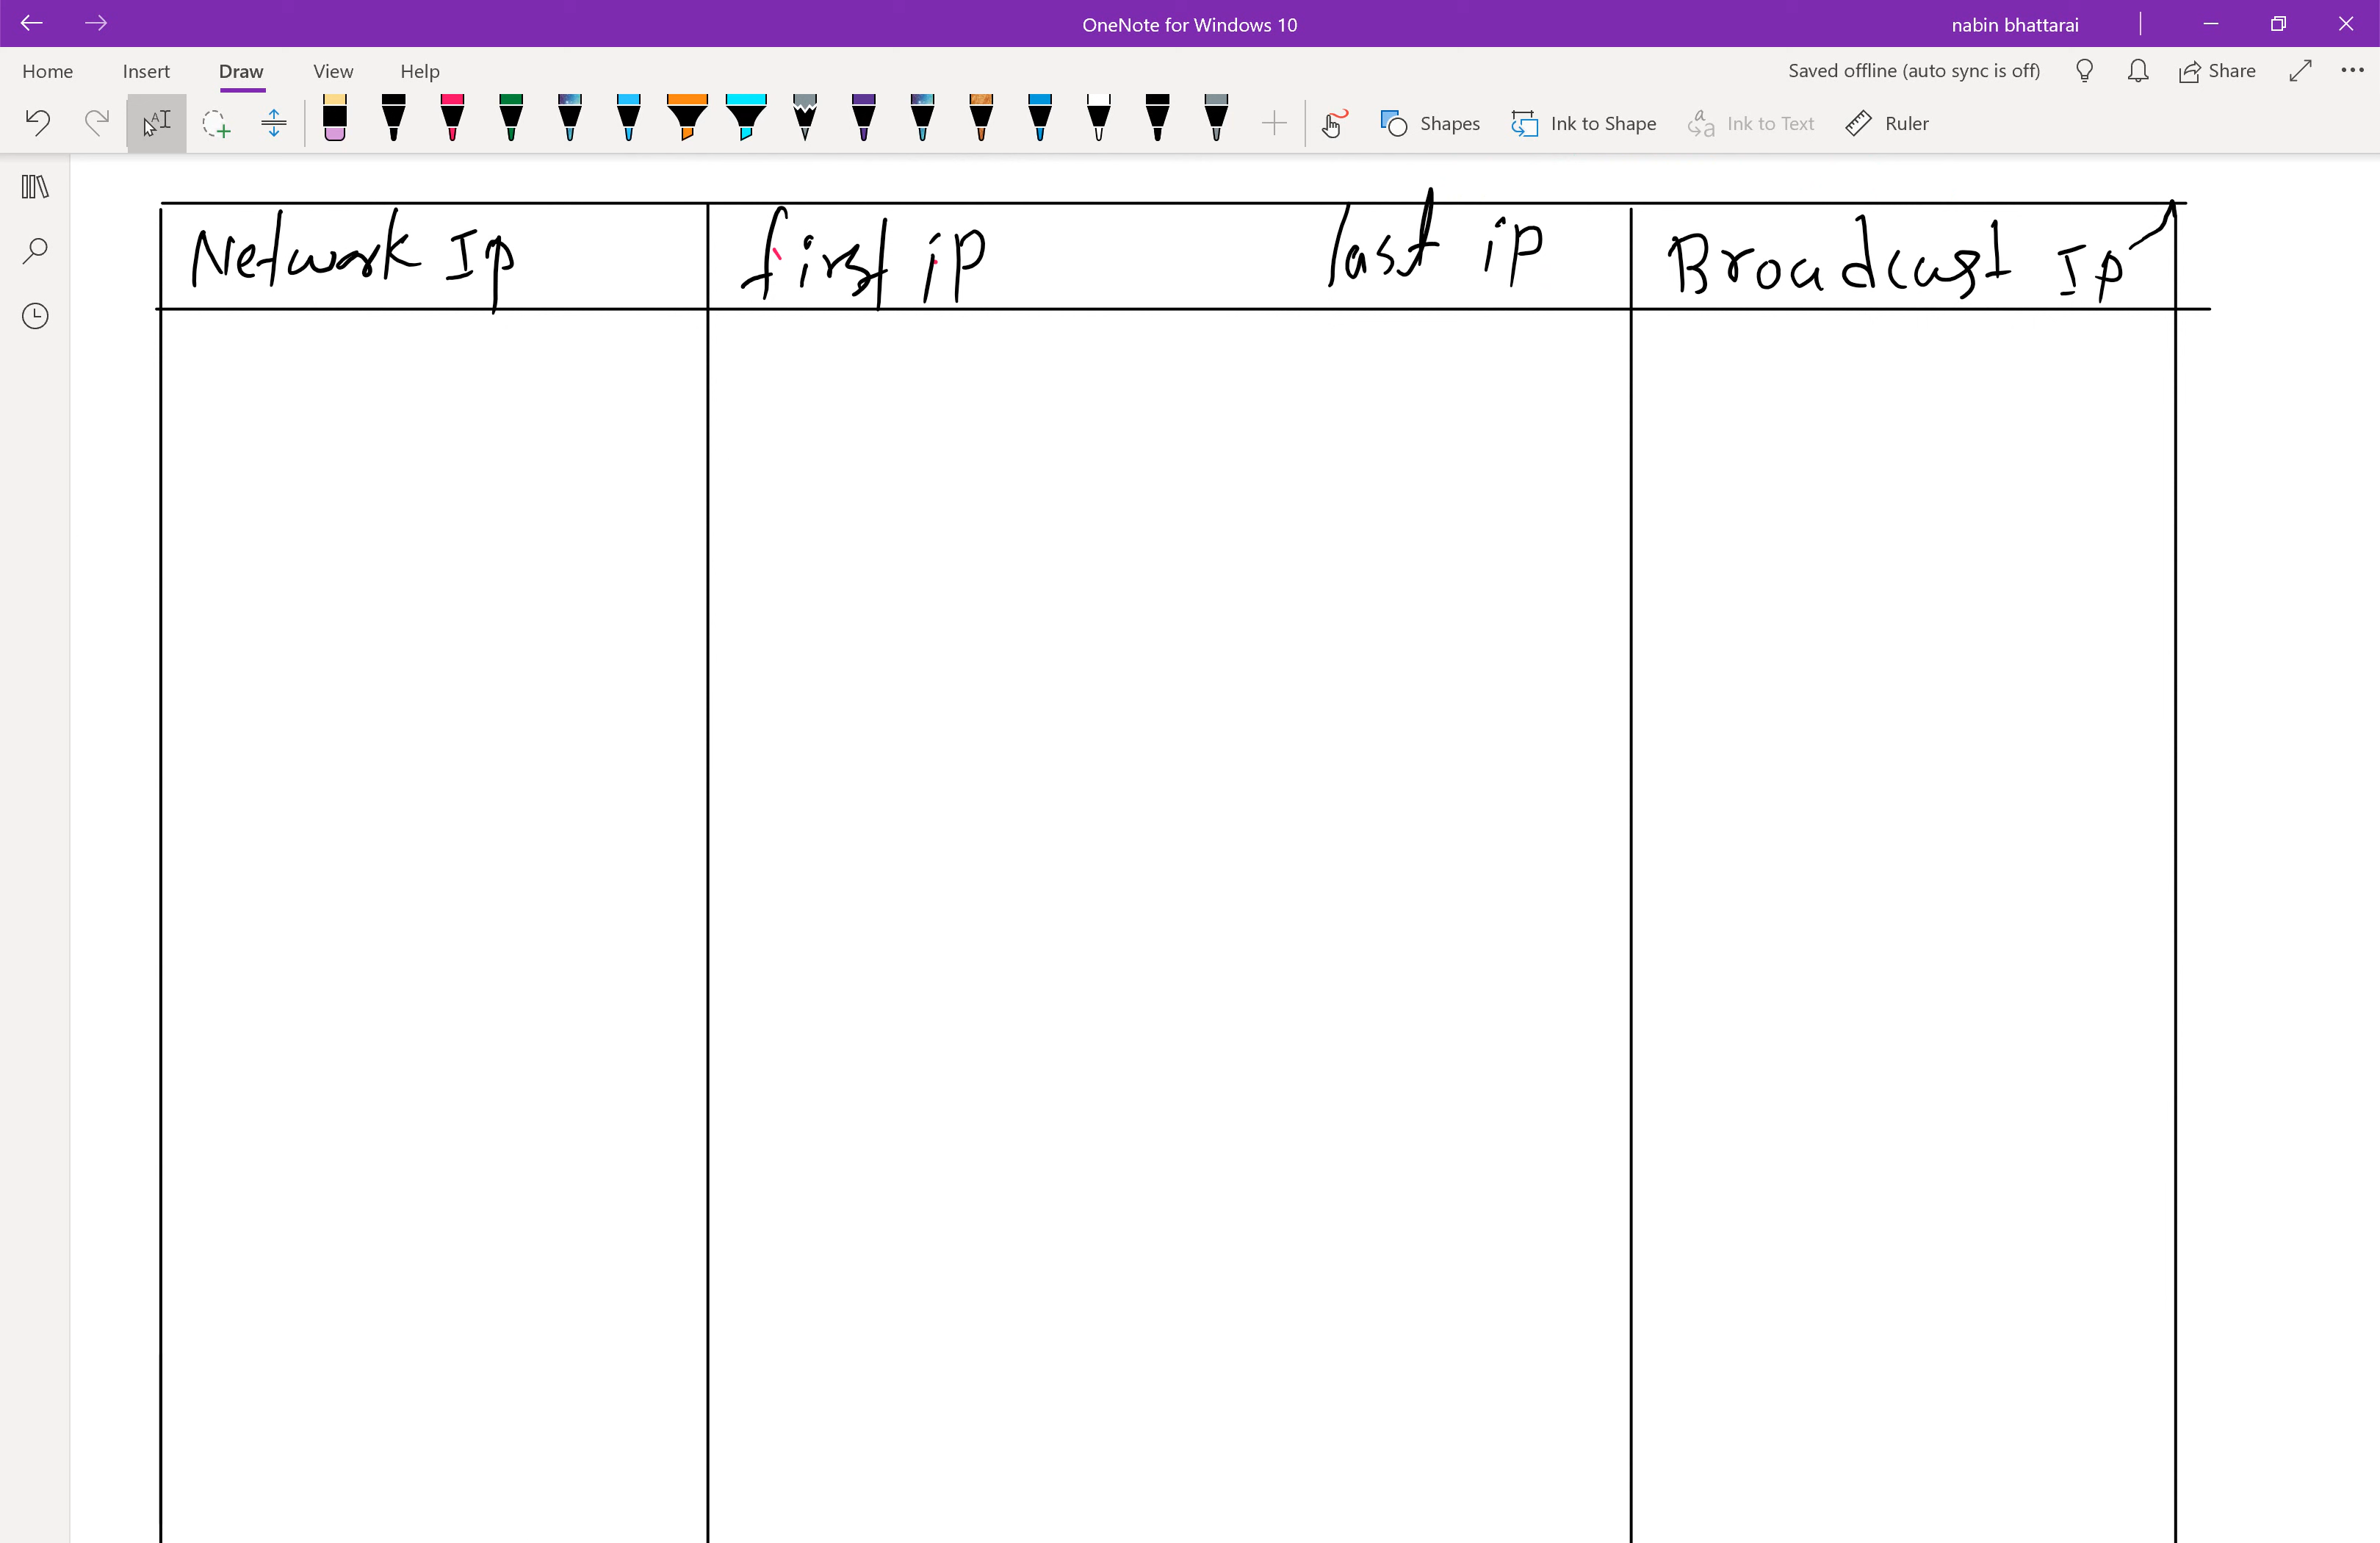 OneNote for Windows 10
nabin bhattarai
Home Insert Draw View Help
Saved offline (auto sync is off) Share
Shapes Ink to Shape Ink to Text Ruler
Network Ip first ip last ip Broadcast Ip